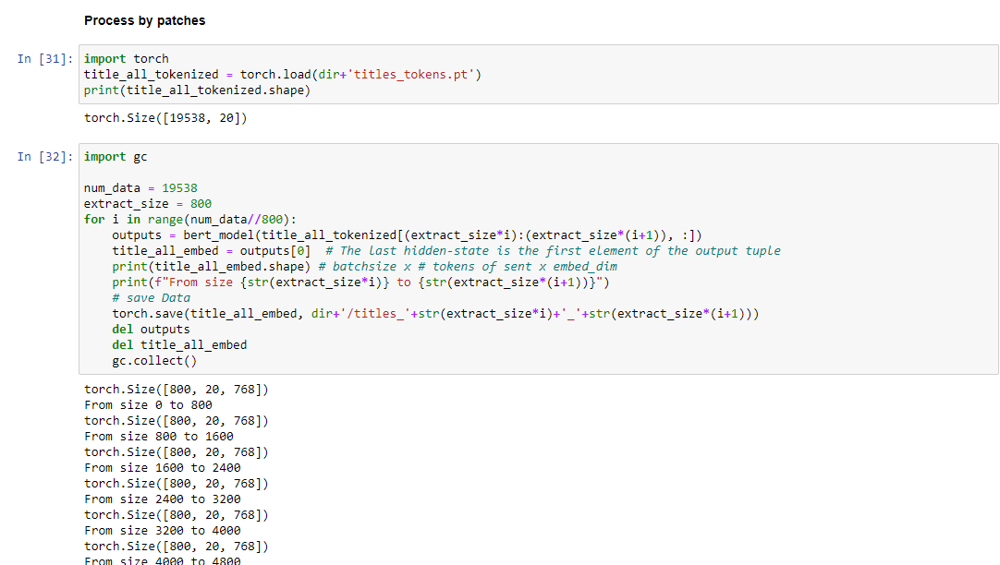 Process by patches
In [31]: import torch
title_all_tokenized = torch.load(dir+'titles_tokens.pt')
print(title_all_tokenized.shape)
torch.Size([19538, 20])
In [32]: import gc
num_data = 19538
extract_size = 800
for i in range(num_data//800):
    outputs = bert_model(title_all_tokenized[(extract_size*i):(extract_size*(i+1)), :])
    title_all_embed = outputs[0]  # The last hidden-state is the first element of the output tuple
    print(title_all_embed.shape) # batchsize x # tokens of sent x embed_dim
    print(f"From size {str(extract_size*i)} to {str(extract_size*(i+1))}")
    # save Data
    torch.save(title_all_embed, dir+'/titles_'+str(extract_size*i)+'_'+str(extract_size*(i+1)))
    del outputs
    del title_all_embed
    gc.collect()
torch.Size([800, 20, 768])
From size 0 to 800
torch.Size([800, 20, 768])
From size 800 to 1600
torch.Size([800, 20, 768])
From size 1600 to 2400
torch.Size([800, 20, 768])
From size 2400 to 3200
torch.Size([800, 20, 768])
From size 3200 to 4000
torch.Size([800, 20, 768])
From size 4000 to 4800